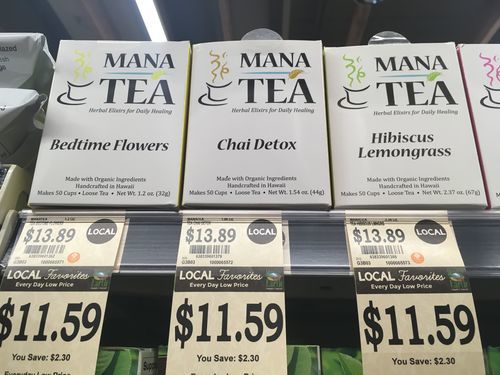 MANA
TEA
Herbal Elixirs for Daily Healing
Bedtime Flowers
Made with Organic Ingredients
Handcrafted in Hawaii
Makes 50 Cups • Loose Tea • Net Wt. 1.2 oz. (32g)
MANA
TEA
Herbal Elixirs for Daily Healing
Chai Detox
Made with Organic Ingredients
Handcrafted in Hawaii
Makes 50 Cups • Loose Tea • Net Wt. 1.54 oz. (44g)
MANA
TEA
Herbal Elixirs for Daily Healing
Hibiscus
Lemongrass
Made with Organic Ingredients
Handcrafted in Hawaii
Makes 50 Cups • Loose Tea • Net Wt. 2.37 oz. (67g)
$13.89
LOCAL
LOCAL Favorites
Every Day Low Price
$11.59
You Save: $2.30
Everyday Low Price
$13.89
LOCAL
LOCAL Favorites
Every Day Low Price
$11.59
You Save: $2.30
$13.89
LOCAL
LOCAL Favorites
Every Day Low Price
$11.59
You Save: $2.30